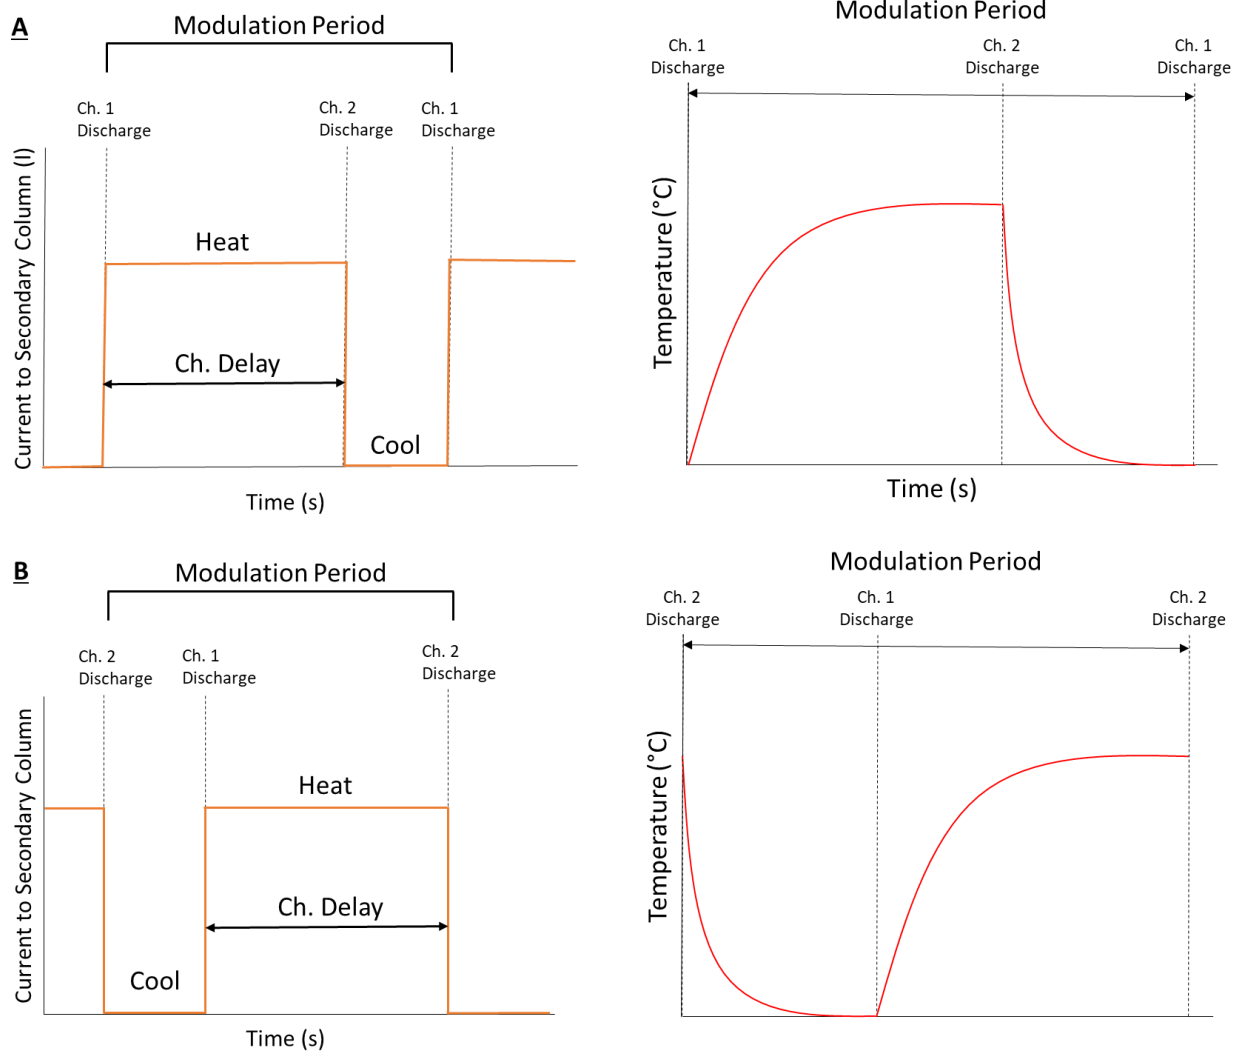 A
Modulation Period
Ch. 1
Discharge
Ch. 2
Discharge
Ch. 1
Discharge
Current to Secondary Column (I)
Heat
Ch. Delay
Cool
Time (s)
Modulation Period
Ch. 1
Discharge
Ch. 2
Discharge
Ch. 1
Discharge
Temperature (°C)
Time (s)
B
Modulation Period
Ch. 2
Discharge
Ch. 1
Discharge
Ch. 2
Discharge
Current to Secondary Column
Heat
Ch. Delay
Cool
Time (s)
Modulation Period
Ch. 2
Discharge
Ch. 1
Discharge
Ch. 2
Discharge
Temperature (°C)